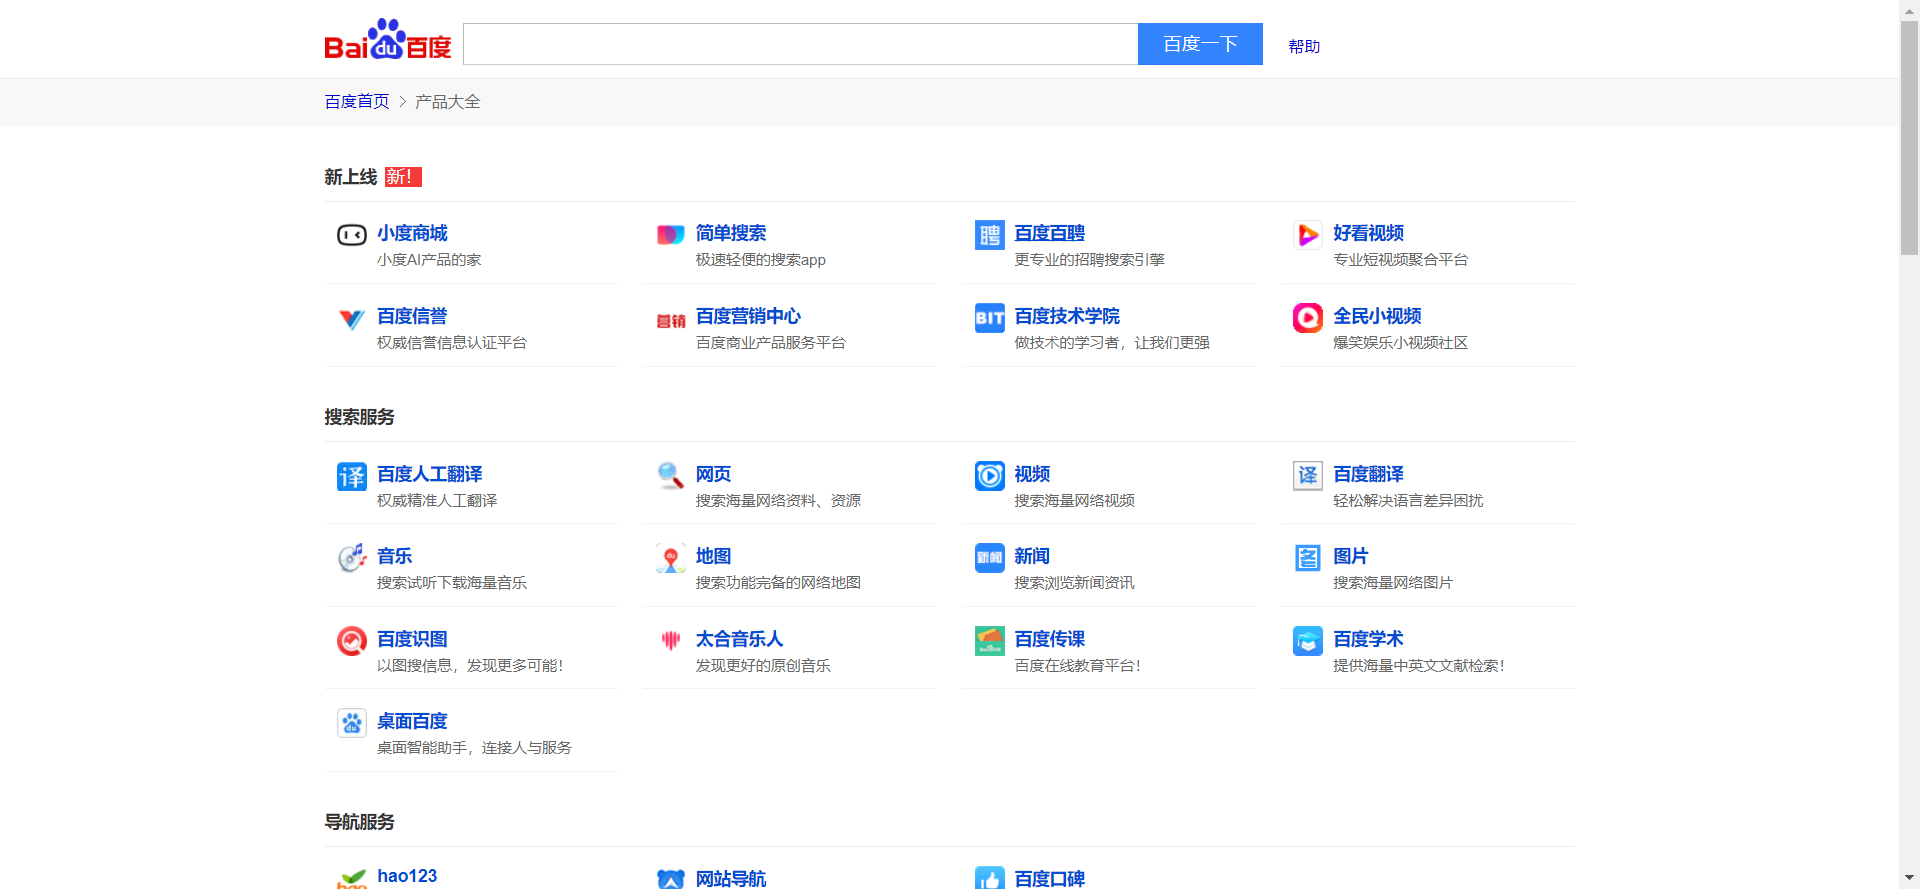 Bai du 百度
百度一下
帮助
百度首页 > 产品大全
新上线 新!
小度商城
小度AI产品的家
简单搜索
极速轻便的搜索app
聘
百度百聘
更专业的招聘搜索引擎
好看视频
专业短视频聚合平台
百度信誉
权威信誉信息认证平台
营销
百度营销中心
百度商业产品服务平台
BIT
百度技术学院
做技术的学习者，让我们更强
全民小视频
爆笑娱乐小视频社区
搜索服务
译
百度人工翻译
权威精准人工翻译
网页
搜索海量网络资料、资源
视频
搜索海量网络视频
译
百度翻译
轻松解决语言差异困扰
音乐
搜索试听下载海量音乐
du
地图
搜索功能完备的网络地图
新闻
新闻
搜索浏览新闻资讯
图片
搜索海量网络图片
百度识图
以图搜信息，发现更多可能！
太合音乐人
发现更好的原创音乐
百度传课
百度在线教育平台！
百度学术
提供海量中英文文献检索！
du
桌面百度
桌面智能助手，连接人与服务
导航服务
hao
hao123
网站导航
百度口碑